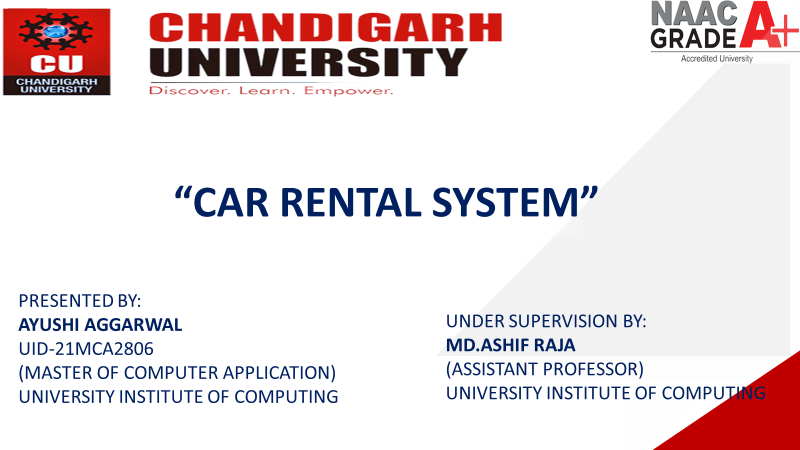 CU
CHANDIGARH
UNIVERSITY
CHANDIGARH
UNIVERSITY
Discover. Learn. Empower.
NAAC
GRADE A+
Accredited University
“CAR RENTAL SYSTEM”
PRESENTED BY:
AYUSHI AGGARWAL
UID-21MCA2806
(MASTER OF COMPUTER APPLICATION)
UNIVERSITY INSTITUTE OF COMPUTING
UNDER SUPERVISION BY:
MD.ASHIF RAJA
(ASSISTANT PROFESSOR)
UNIVERSITY INSTITUTE OF COMPUTING